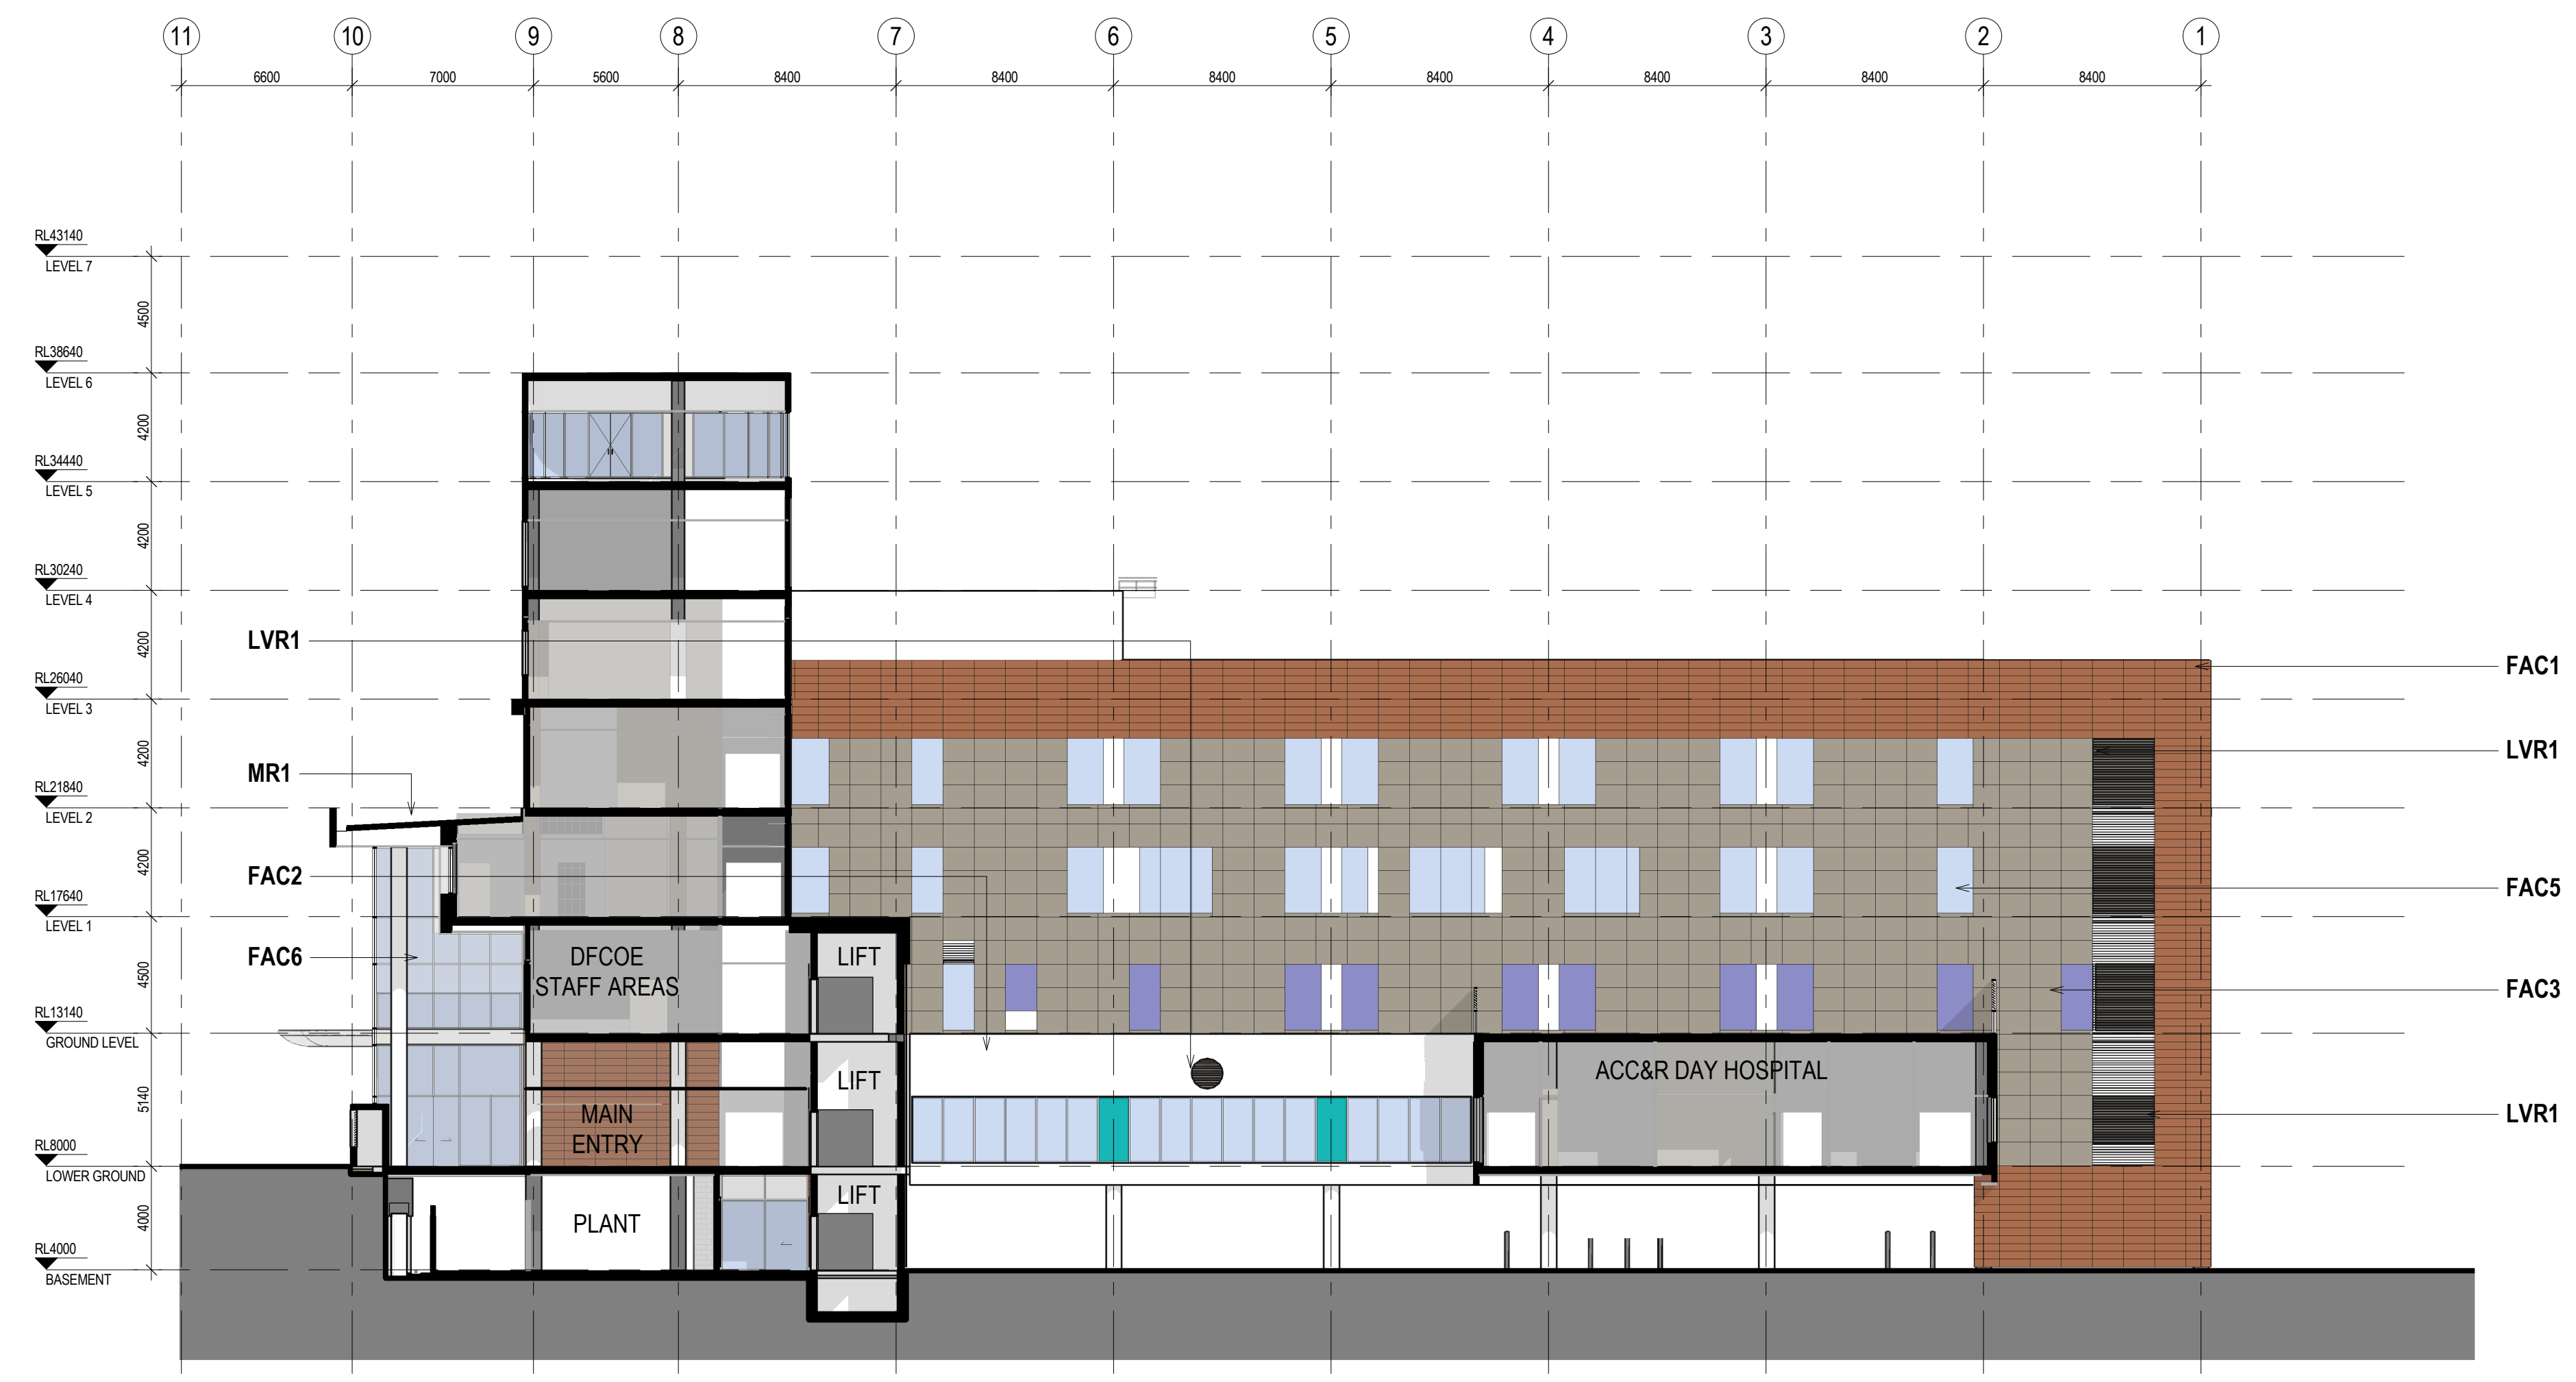 11 10 9 8 7 6 5 4 3 2 1
6600 7000 5600 8400 8400 8400 8400 8400 8400 8400
RL43140
LEVEL 7
4500
RL38640
LEVEL 6
4200
RL34440
LEVEL 5
4200
RL30240
LEVEL 4
4200
RL26040
LEVEL 3
4200
RL21840
LEVEL 2
4200
RL17640
LEVEL 1
4500
RL13140
GROUND LEVEL
5140
RL8000
LOWER GROUND
4000
RL4000
BASEMENT
LVR1
MR1
FAC2
FAC6
DFCOE
STAFF AREAS
LIFT
LIFT
MAIN
ENTRY
LIFT
PLANT
ACC&R DAY HOSPITAL
FAC1
LVR1
FAC5
FAC3
LVR1